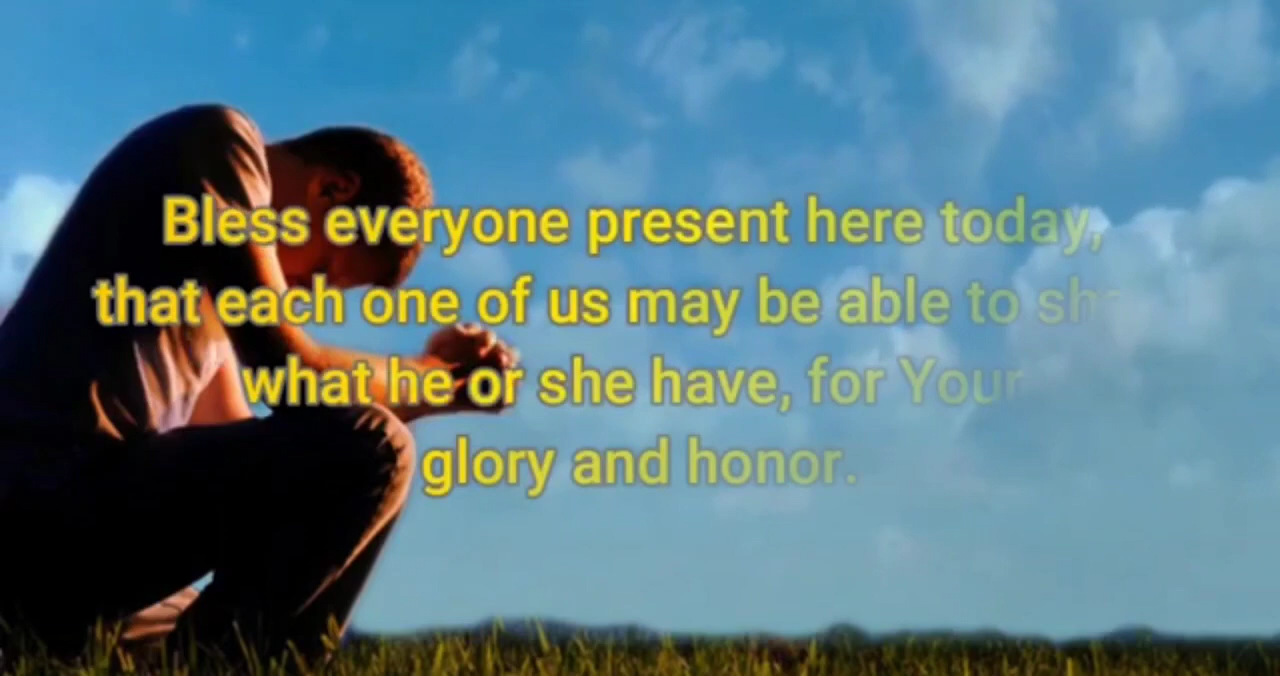 Bless everyone present here today,
that each one of us may be able to
what he or she have, for Your
glory and honor.